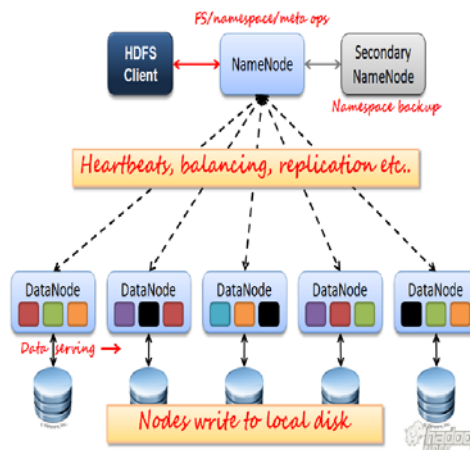 FS/namespace/meta ops
HDFS
Client
NameNode
Secondary
NameNode
Namespace backup
Heartbeats, balancing, replication etc..
DataNode
DataNode
DataNode
DataNode
DataNode
Data serving
Nodes write to local disk